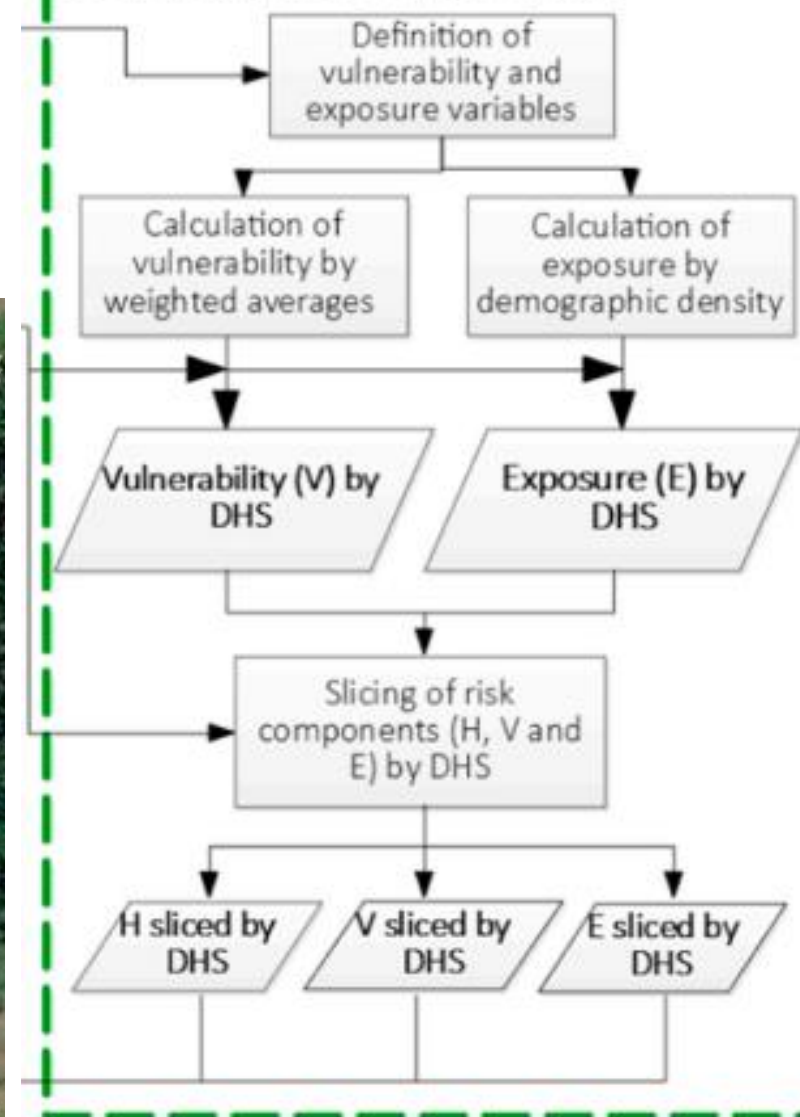 Definition of
vulnerability and
exposure variables
Calculation of
vulnerability by
weighted averages
Calculation of
exposure by
demographic density
Vulnerability (V) by
DHS
Exposure (E) by
DHS
Slicing of risk
components (H, V and
E) by DHS
H sliced by
DHS
V sliced by
DHS
E sliced by
DHS